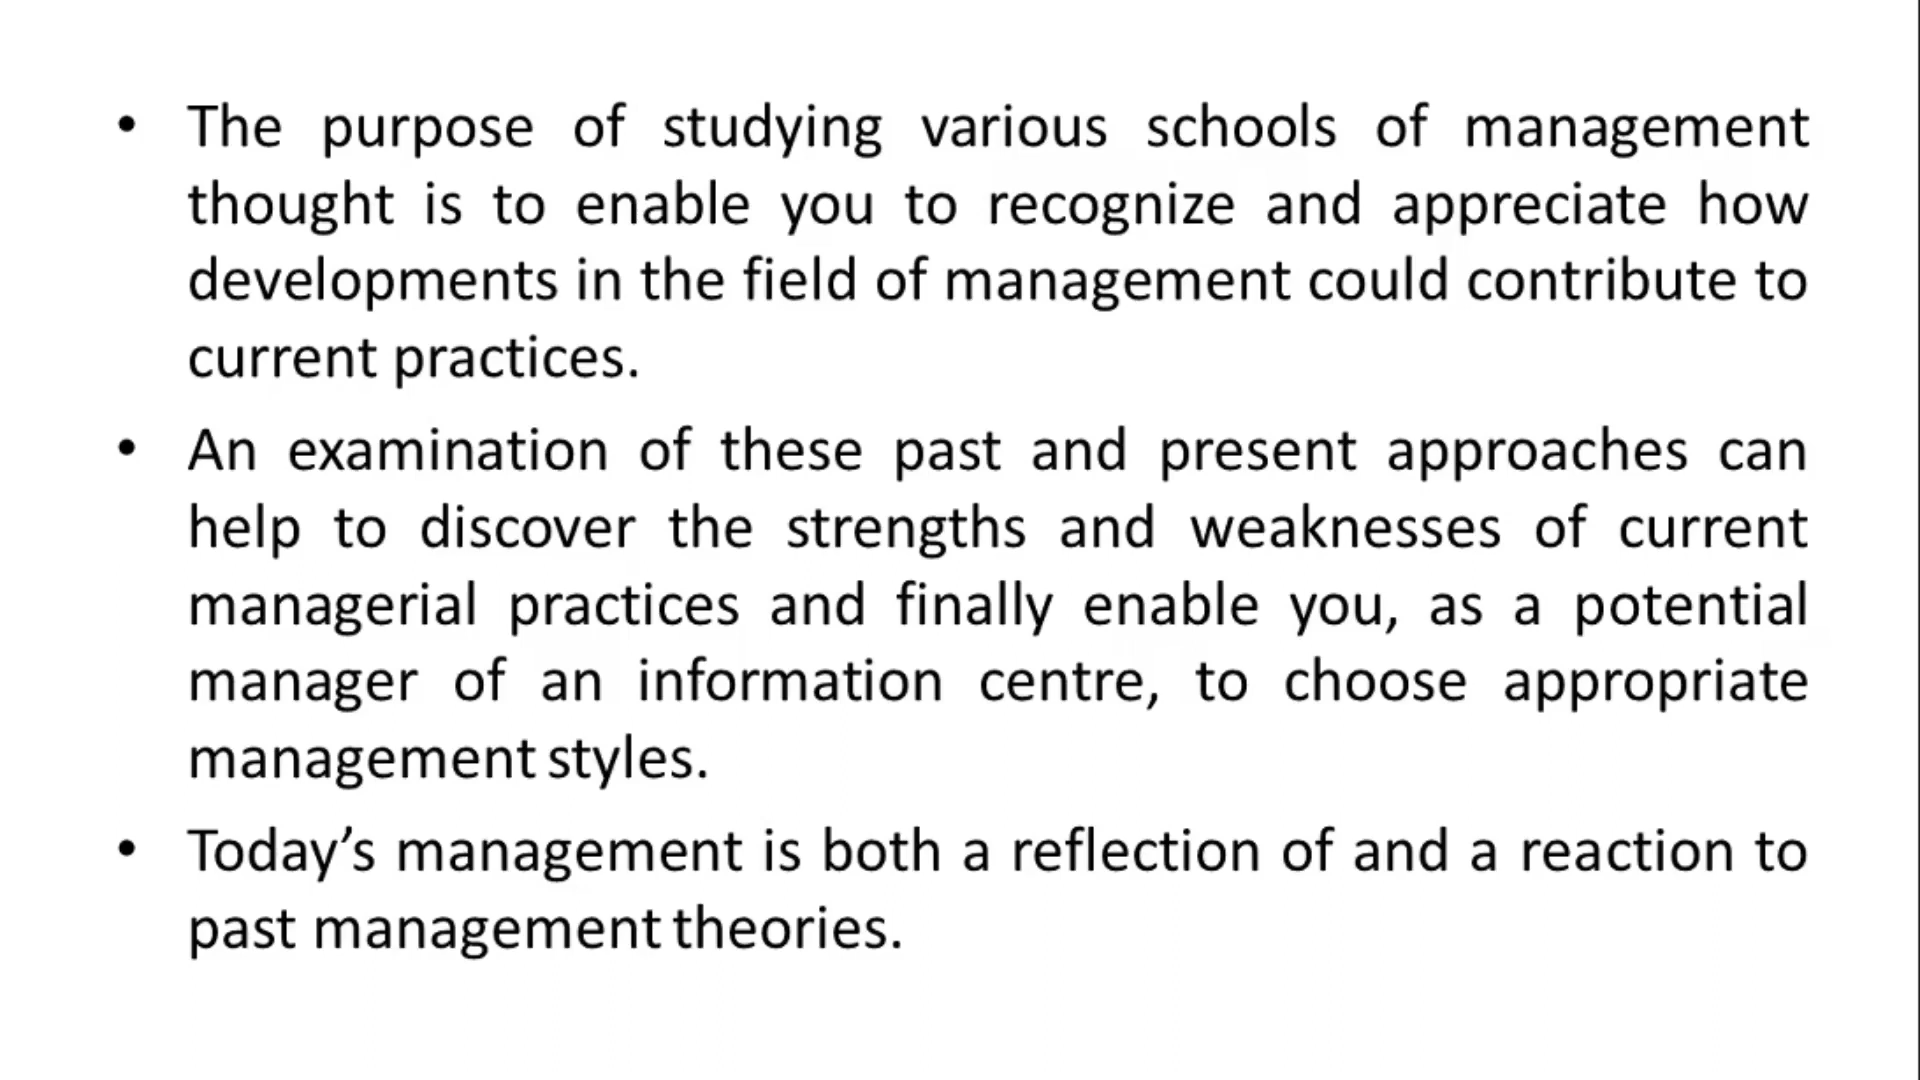 • The purpose of studying various schools of management
thought is to enable you to recognize and appreciate how
developments in the field of management could contribute to
current practices.
• An examination of these past and present approaches can
help to discover the strengths and weaknesses of current
managerial practices and finally enable you, as a potential
manager of an information centre, to choose appropriate
management styles.
• Today’s management is both a reflection of and a reaction to
past management theories.